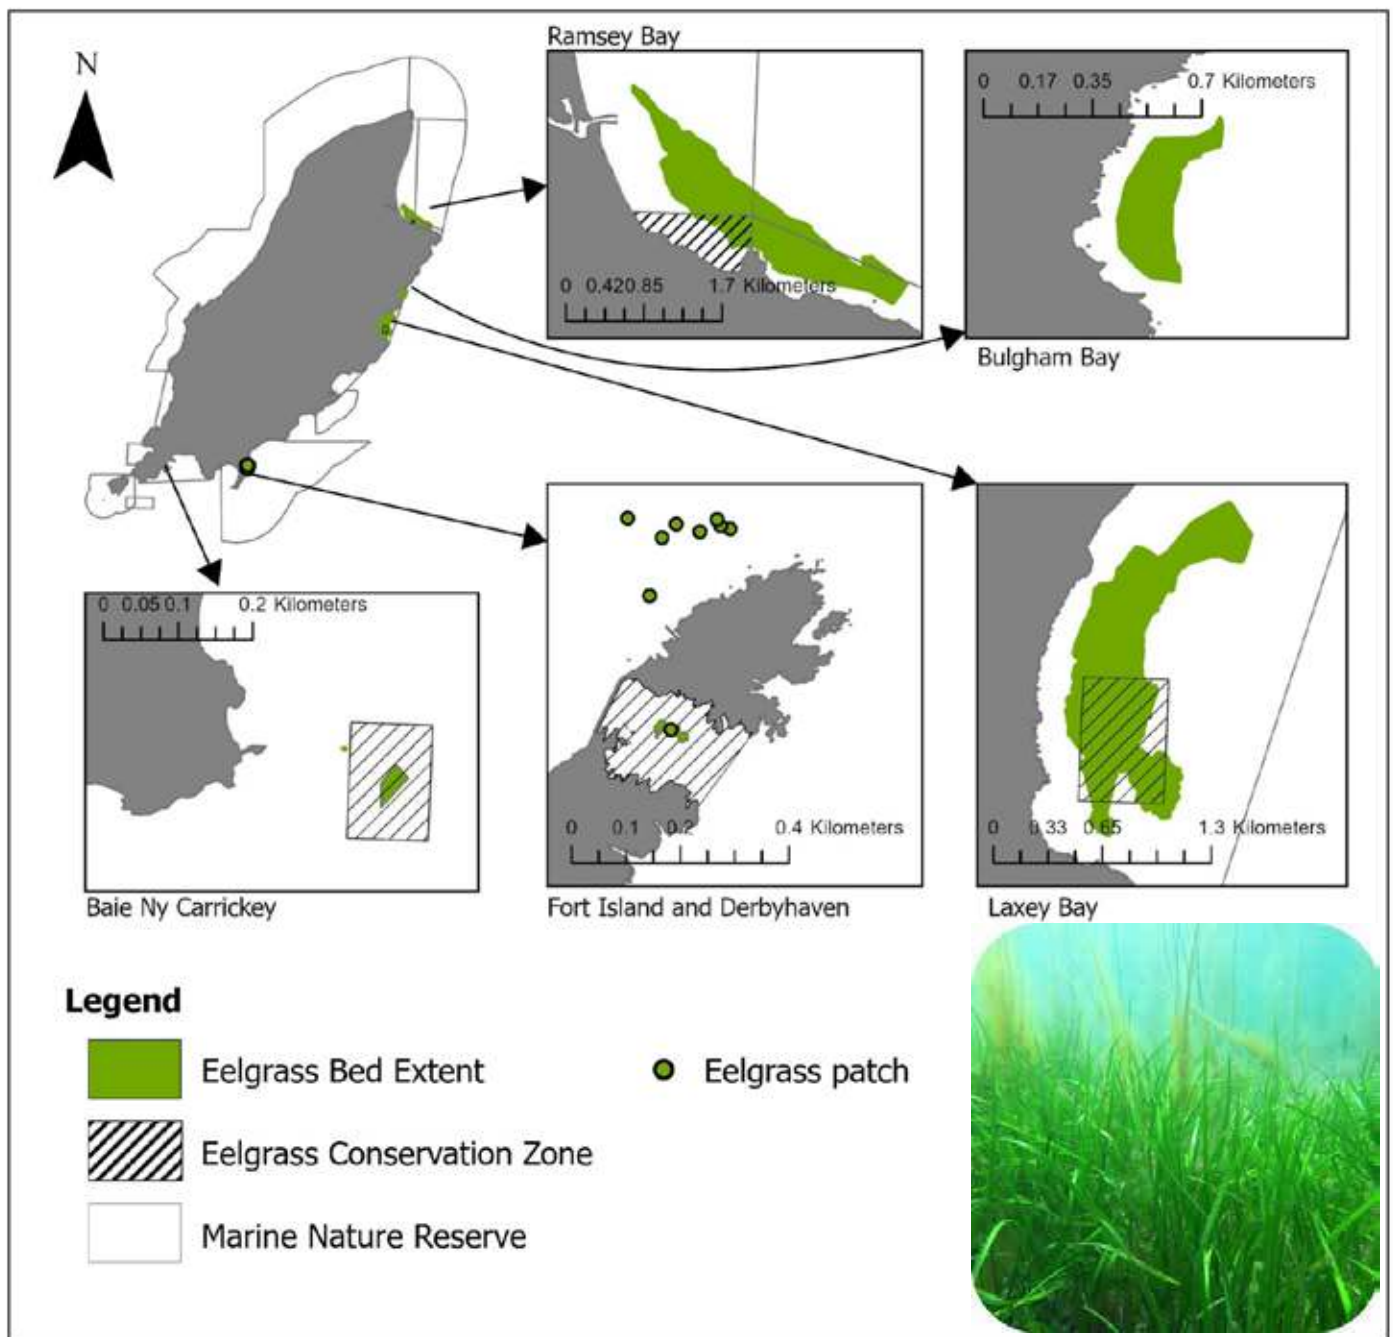 N
Ramsey Bay
0 0.42 0.85 1.7 Kilometers
0 0.17 0.35 0.7 Kilometers
Bulgham Bay
0 0.05 0.1 0.2 Kilometers
Baie Ny Carrickey
0 0.1 0.2 0.4 Kilometers
Fort Island and Derbyhaven
0 0.33 0.65 1.3 Kilometers
Laxey Bay
Legend
Eelgrass Bed Extent
Eelgrass patch
Eelgrass Conservation Zone
Marine Nature Reserve